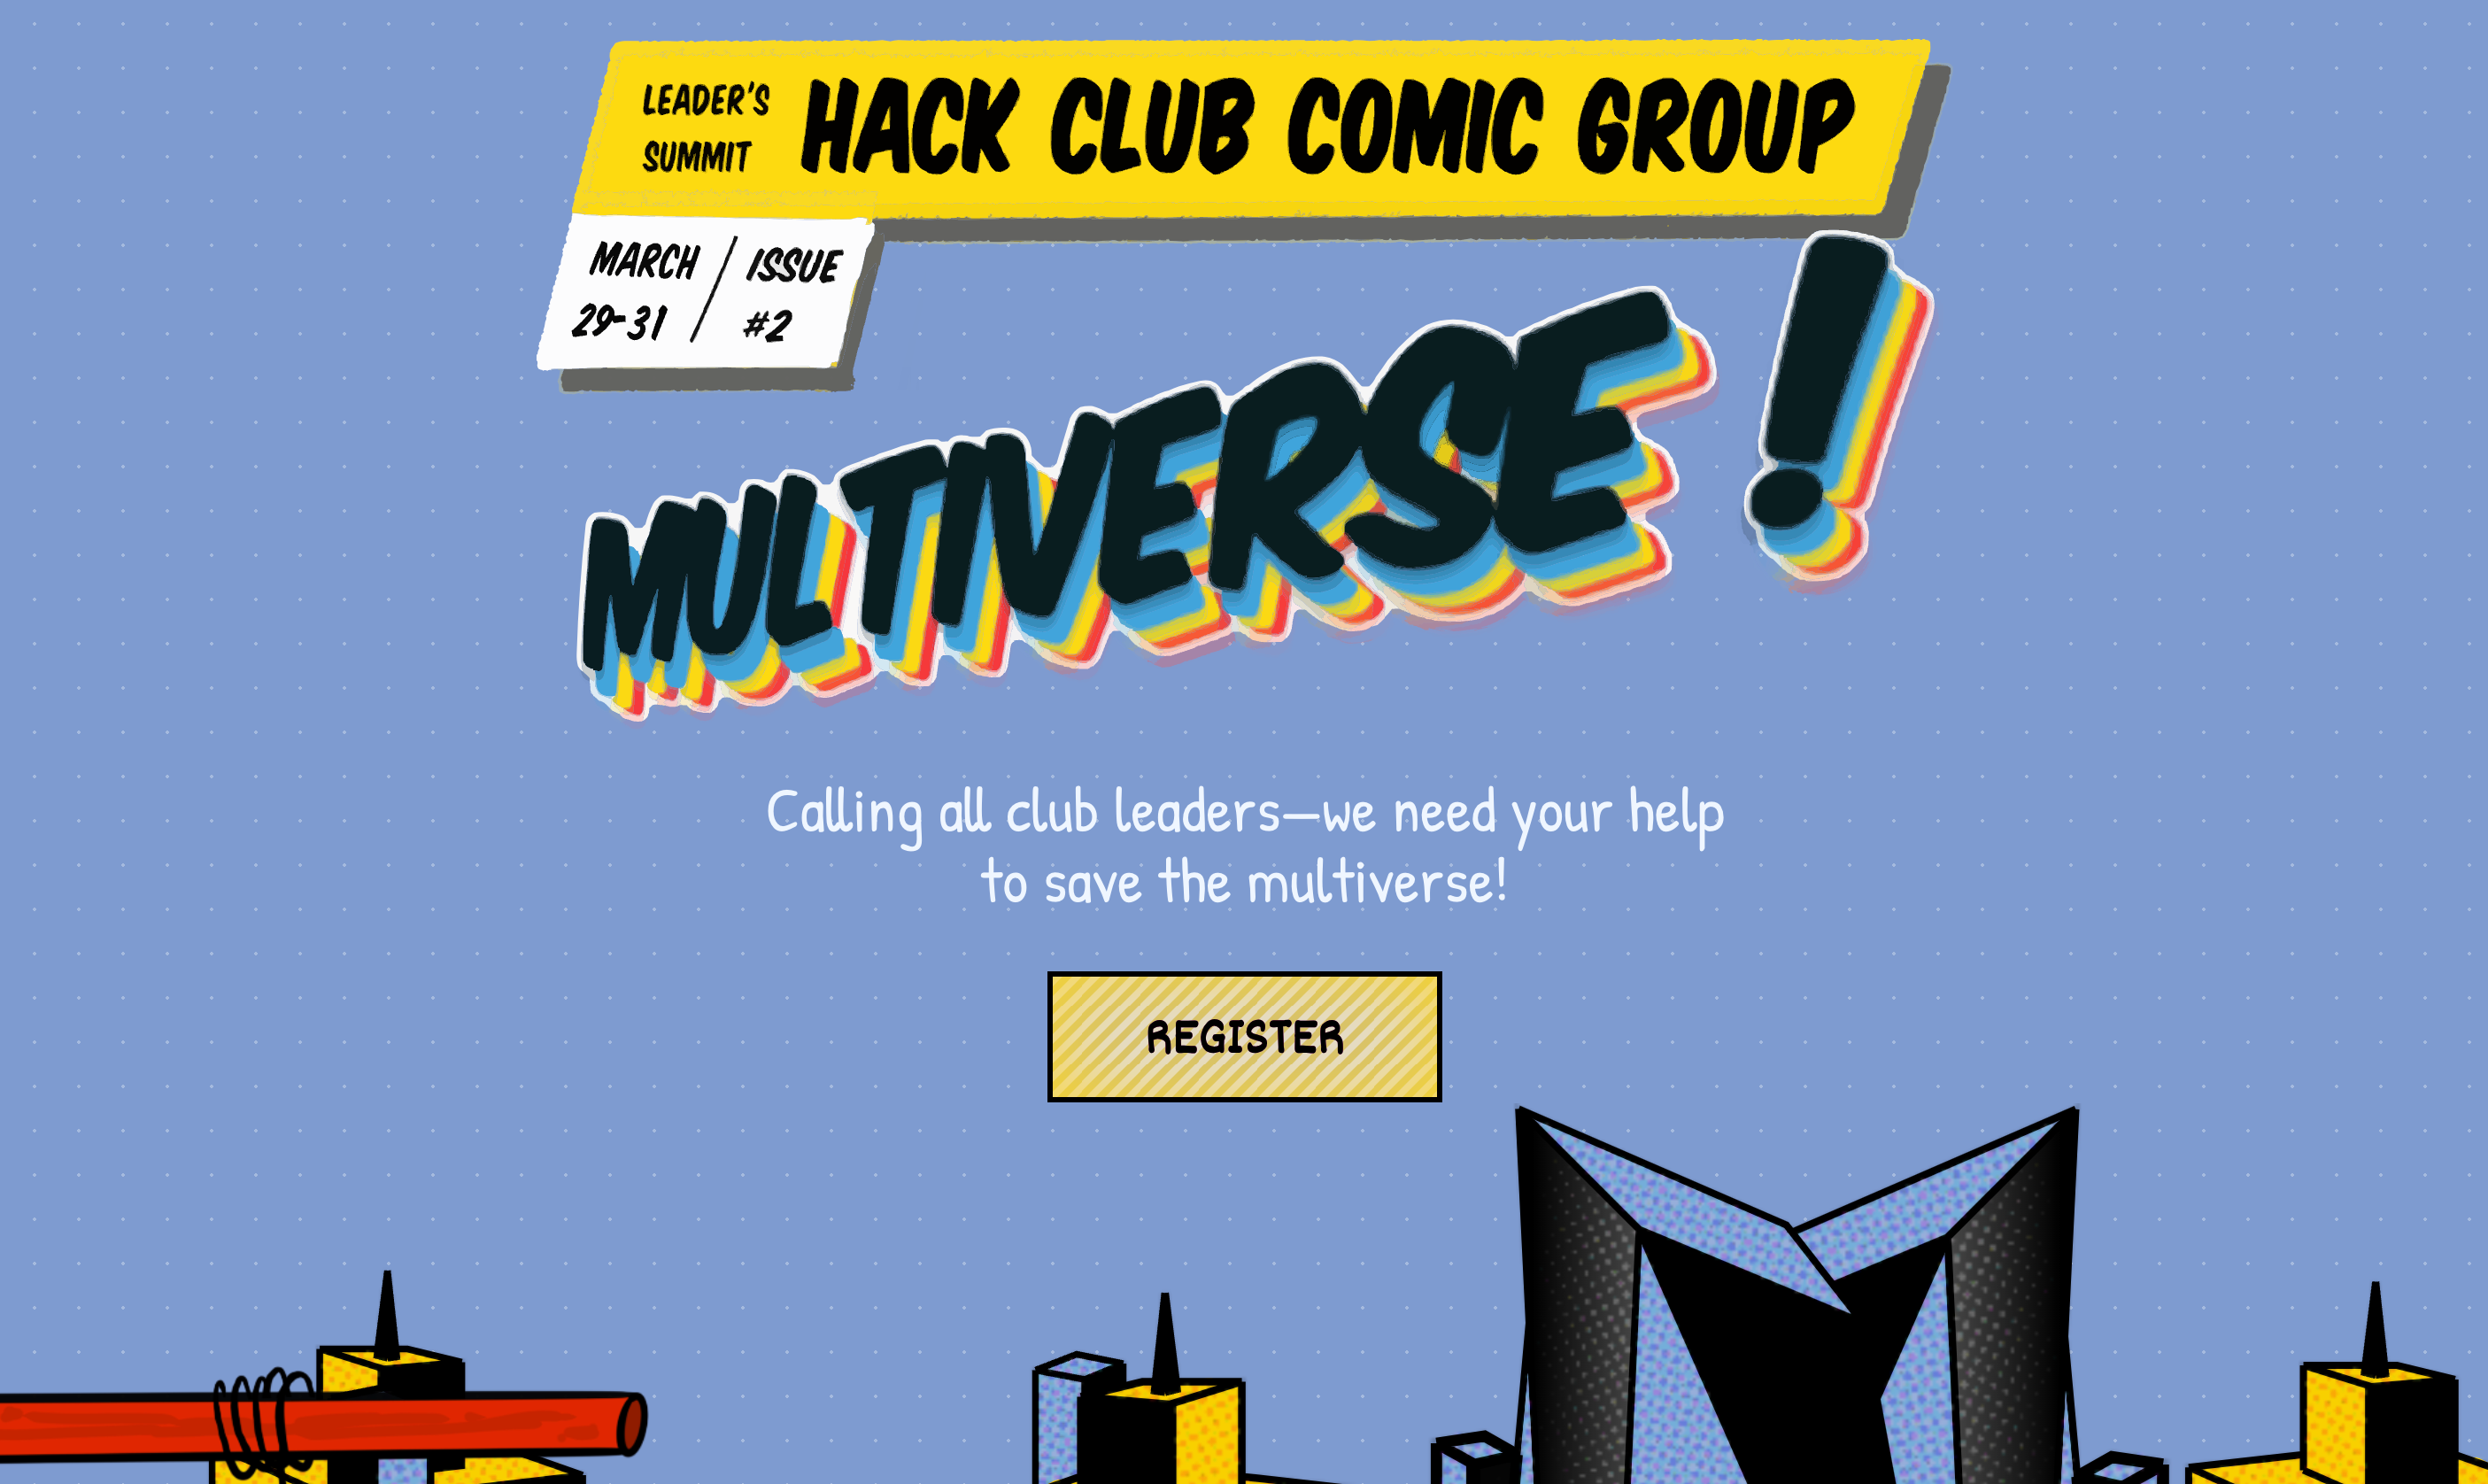 LEADER'S
SUMMIT
HACK CLUB COMIC GROUP
MARCH
29-31
ISSUE
#2
MULTIVERSE!
Calling all club leaders—we need your help
to save the multiverse!
REGISTER